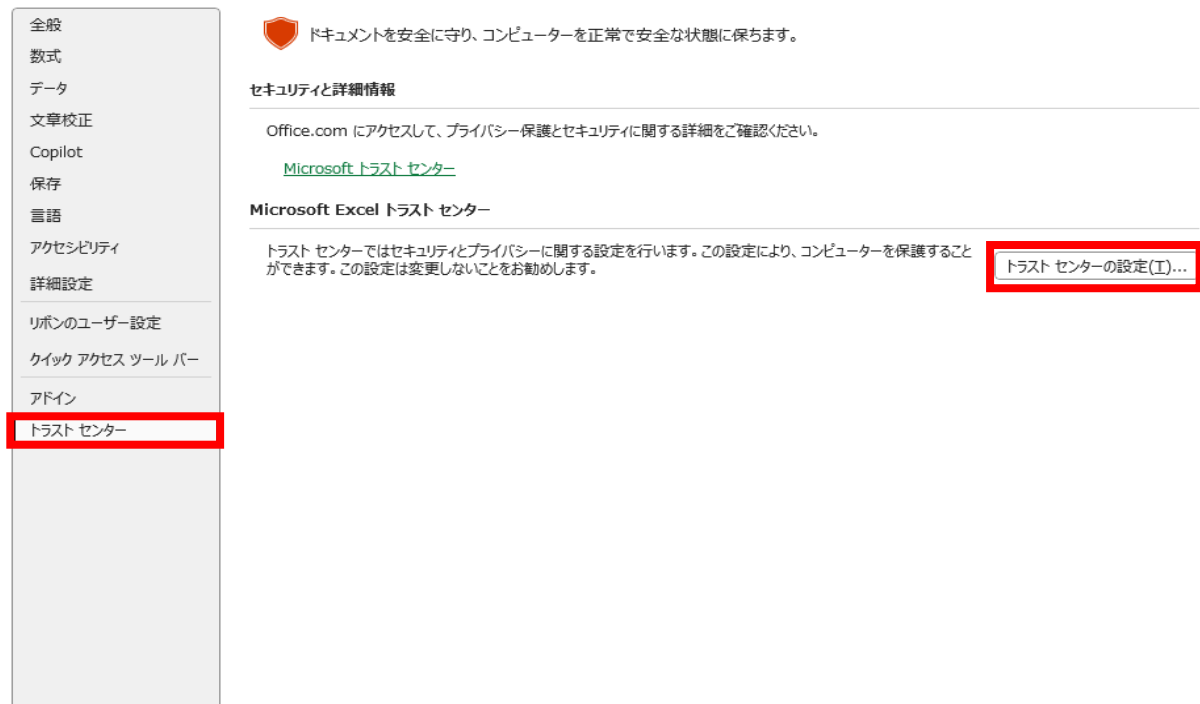 全般
数式
データ
文章校正
Copilot
保存
言語
アクセシビリティ
詳細設定
リボンのユーザー設定
クイック アクセス ツール バー
アドイン
トラスト センター
ドキュメントを安全に守り、コンピューターを正常で安全な状態に保ちます。
セキュリティと詳細情報
Office.com にアクセスして、プライバシー保護とセキュリティに関する詳細をご確認ください。
Microsoft トラスト センター
Microsoft Excel トラスト センター
トラスト センターではセキュリティとプライバシーに関する設定を行います。この設定により、コンピューターを保護すること
ができます。この設定は変更しないことをお勧めします。
トラスト センターの設定(T)...